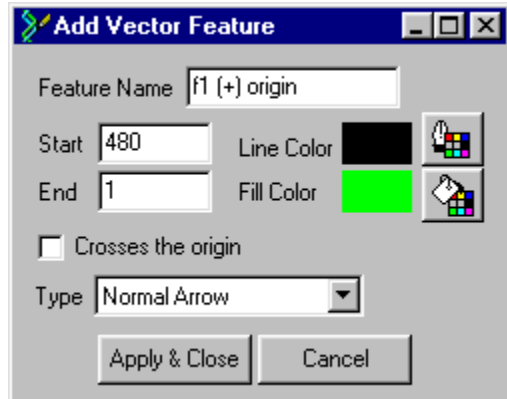 Add Vector Feature
Feature Name f1 (+) origin
Start 480 Line Color
End 1 Fill Color
Crosses the origin
Type Normal Arrow
Apply & Close Cancel